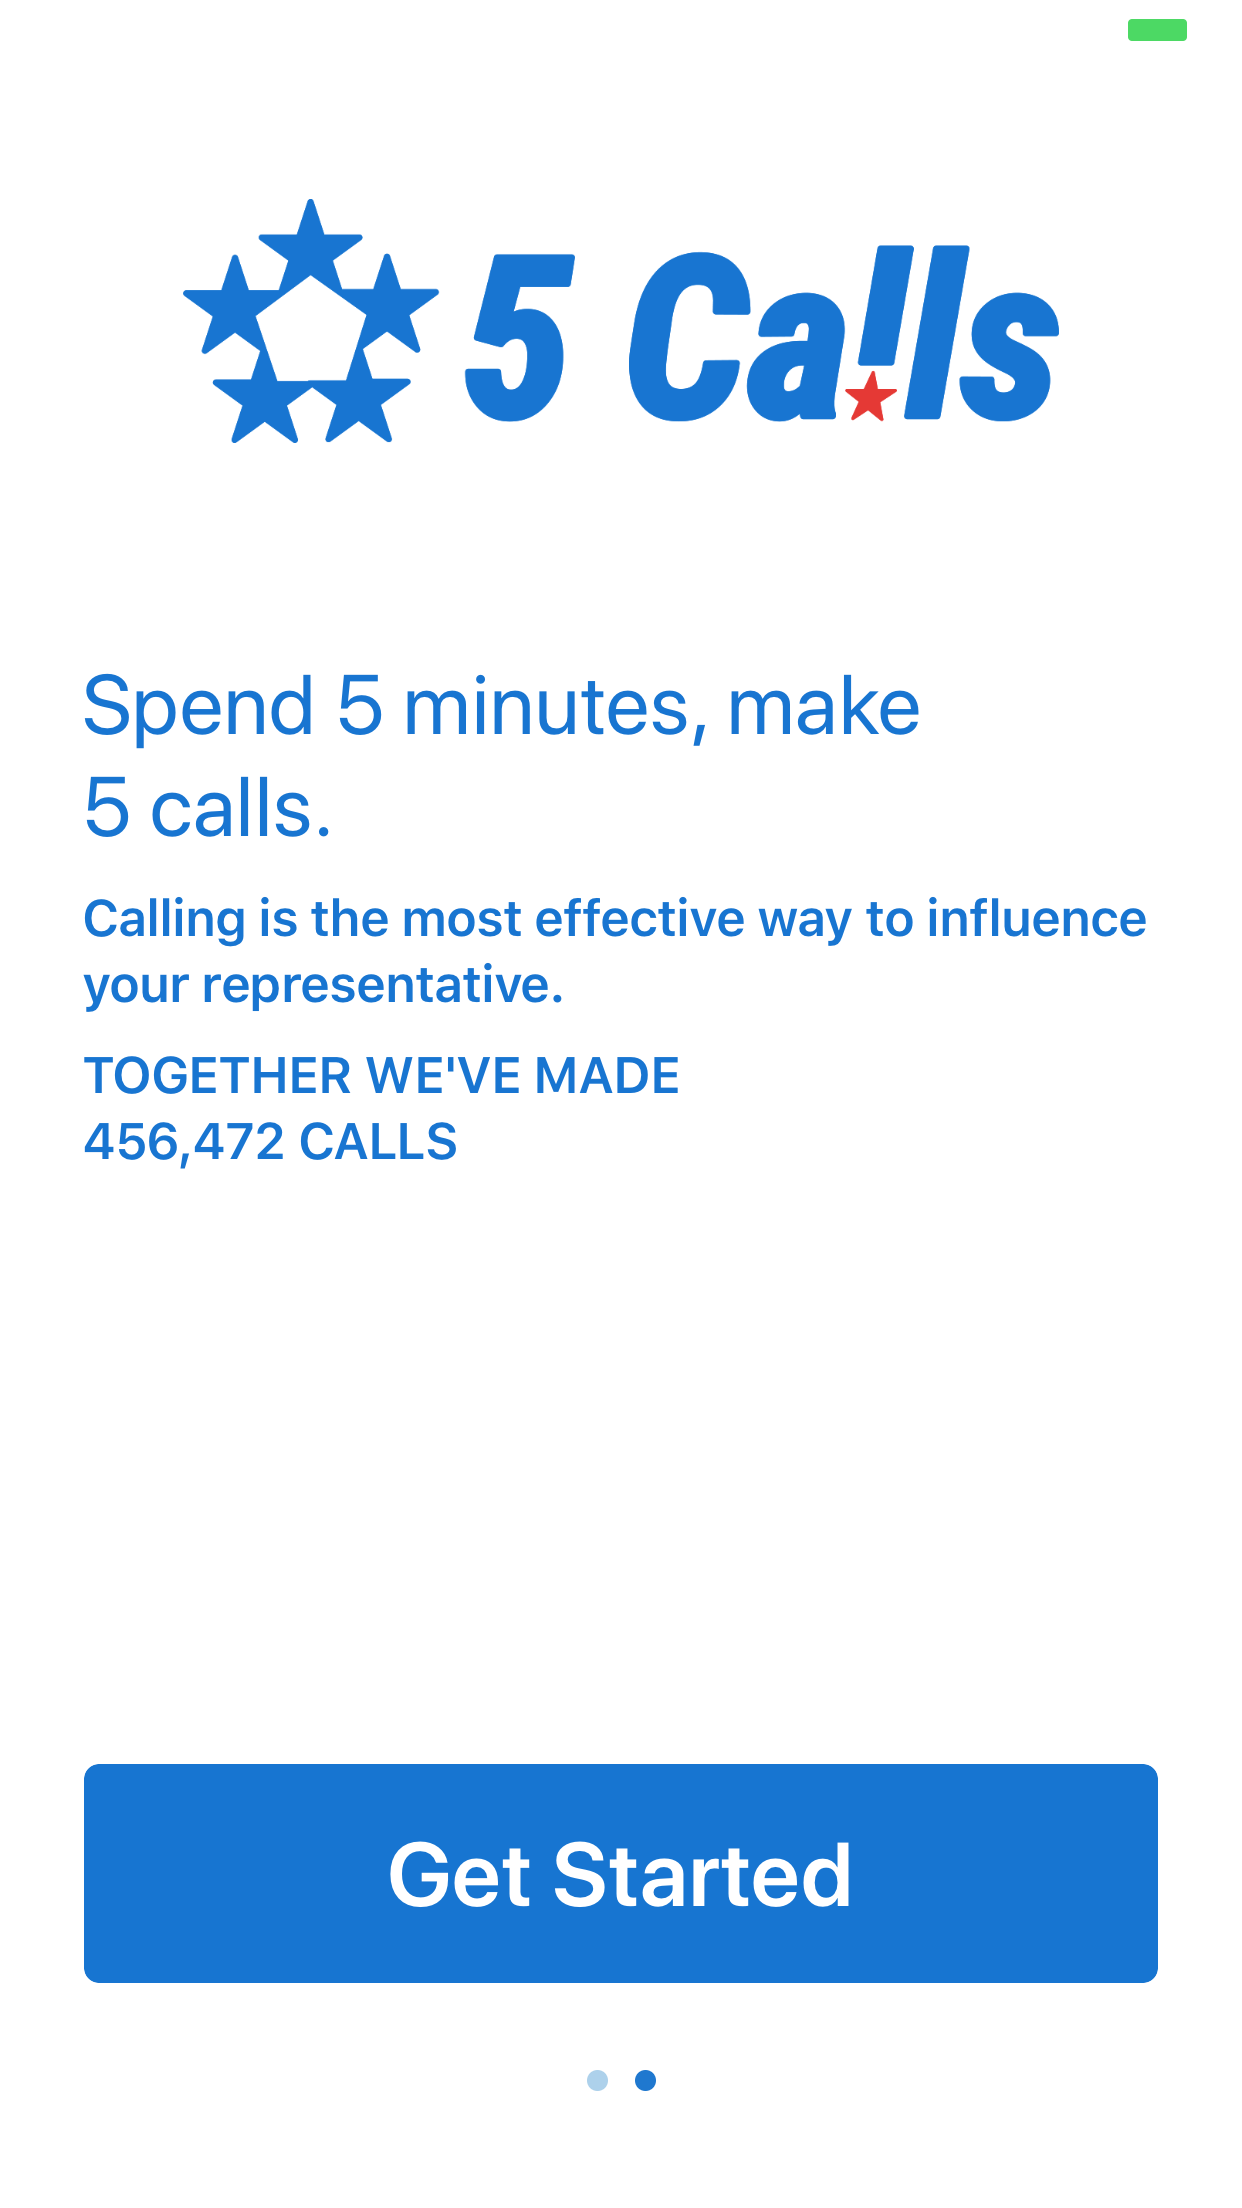 5 Calls
Spend 5 minutes, make
5 calls.
Calling is the most effective way to influence
your representative.
TOGETHER WE'VE MADE
456,472 CALLS
Get Started